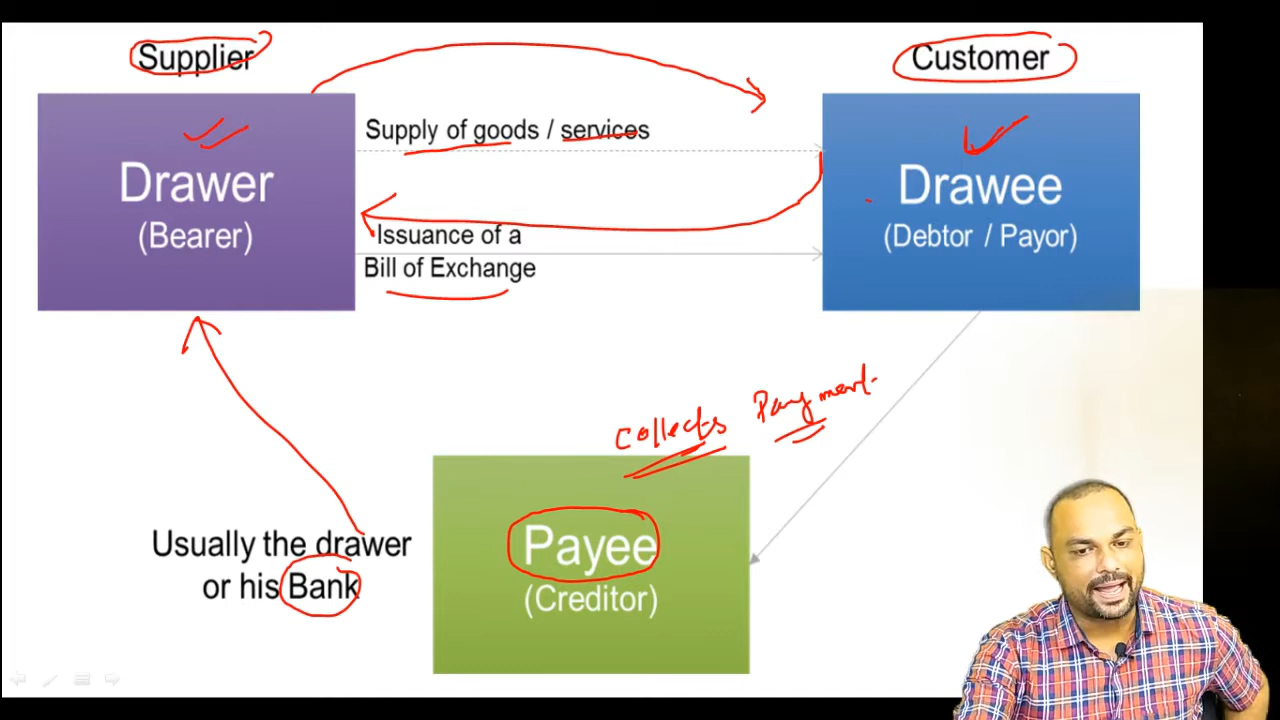 Supplier
Customer
Supply of goods / services
Drawer
(Bearer)
Drawee
(Debtor / Payor)
Issuance of a
Bill of Exchange
Collects Payment
Usually the drawer
or his Bank
Payee
(Creditor)